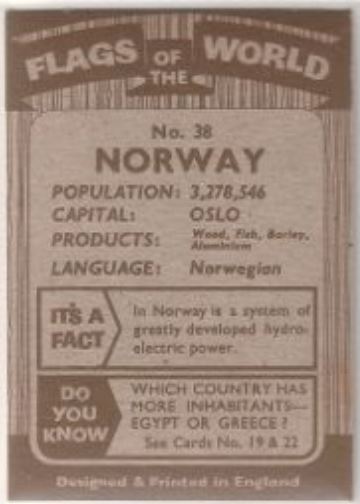 FLAGS OF THE WORLD
No. 38
NORWAY
POPULATION: 3,278,546
CAPITAL: OSLO
PRODUCTS: Wood, Fish, Barley,
Aluminium
LANGUAGE: Norwegian
IT'S A
FACT
In Norway is a system of
greatly developed hydro-
electric power.
DO
YOU
KNOW
WHICH COUNTRY HAS
MORE INHABITANTS—
EGYPT OR GREECE?
See Cards No. 19 & 22
Designed & Printed in England